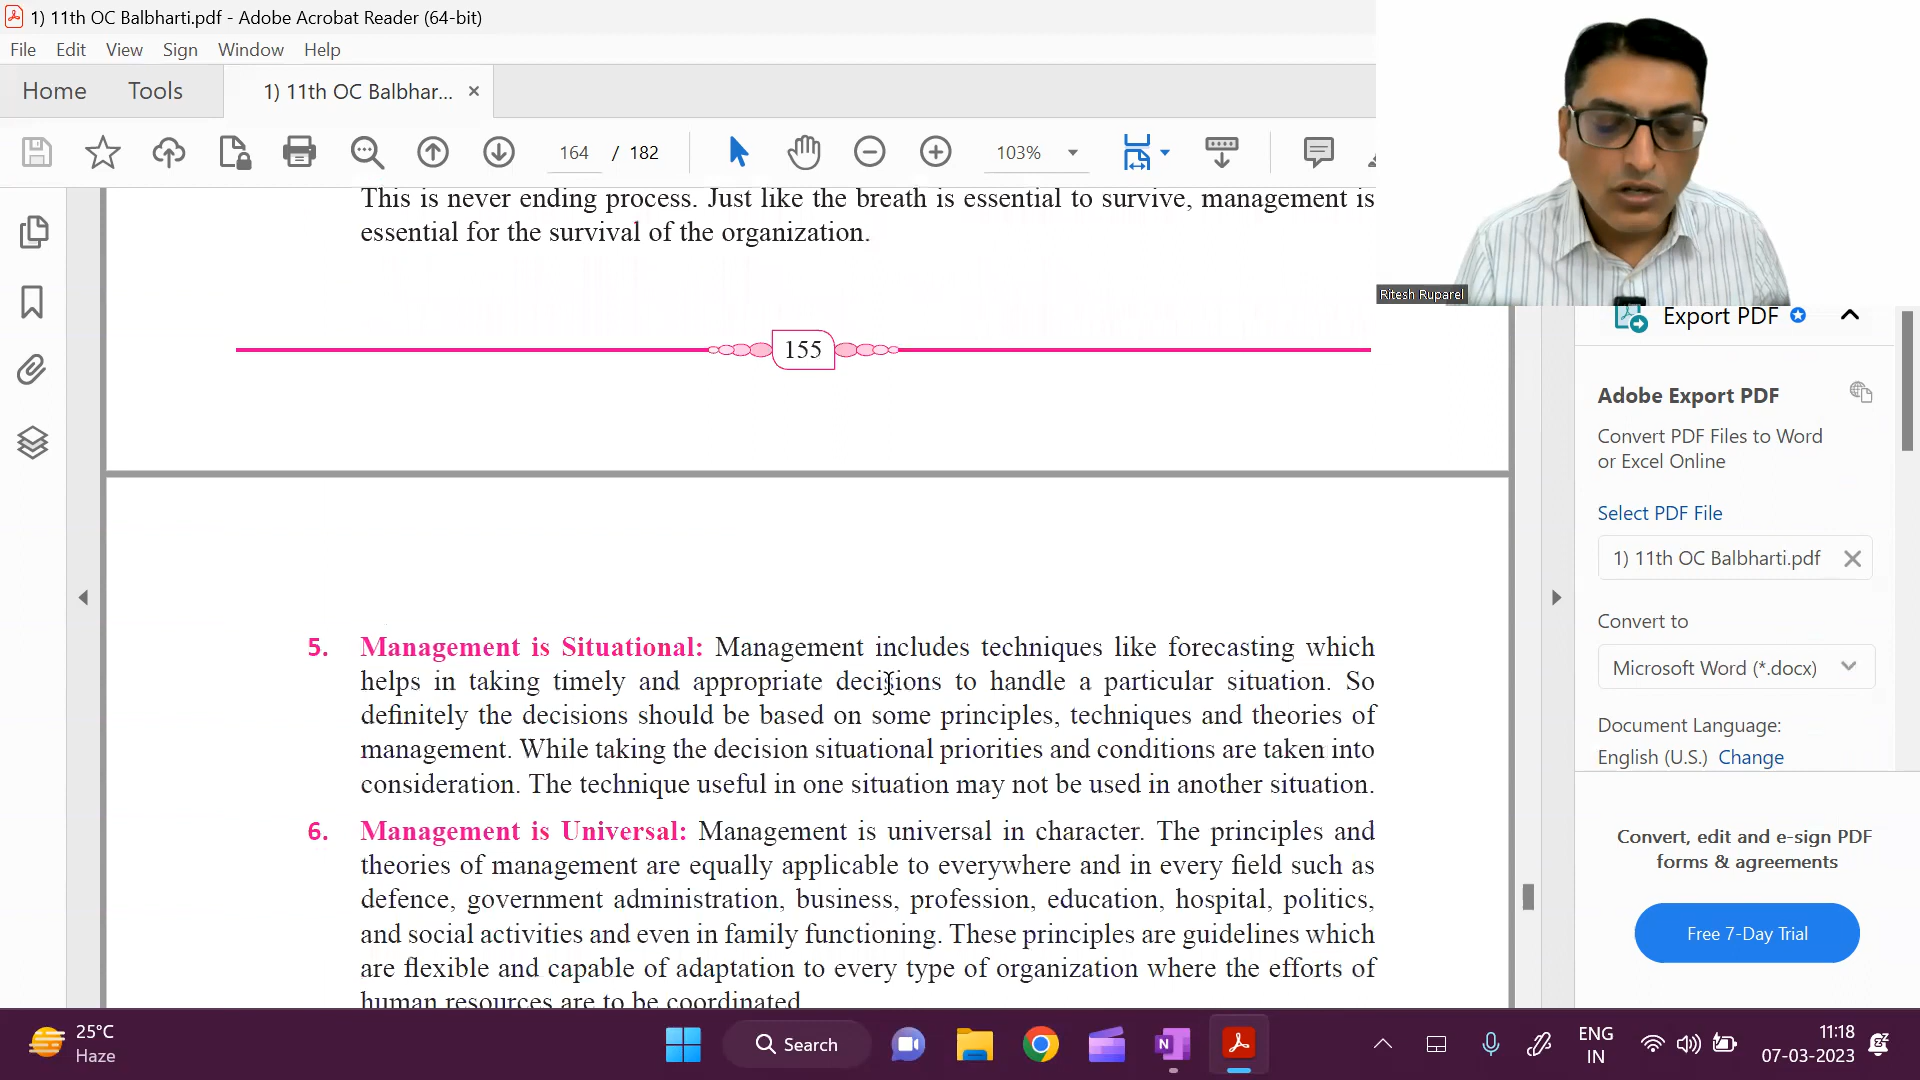 1) 11th OC Balbharti.pdf - Adobe Acrobat Reader (64-bit)
File Edit View Sign Window Help
Home Tools 1) 11th OC Balbhar... ×
164 / 182 103%
This is never ending process. Just like the breath is essential to survive, management is
essential for the survival of the organization.
155
5. Management is Situational: Management includes techniques like forecasting which
helps in taking timely and appropriate decisions to handle a particular situation. So
definitely the decisions should be based on some principles, techniques and theories of
management. While taking the decision situational priorities and conditions are taken into
consideration. The technique useful in one situation may not be used in another situation.
6. Management is Universal: Management is universal in character. The principles and
theories of management are equally applicable to everywhere and in every field such as
defence, government administration, business, profession, education, hospital, politics,
and social activities and even in family functioning. These principles are guidelines which
are flexible and capable of adaptation to every type of organization where the efforts of
human resources are to be coordinated
Ritesh Ruparel
Export PDF
Adobe Export PDF
Convert PDF Files to Word
or Excel Online
Select PDF File
1) 11th OC Balbharti.pdf
Convert to
Microsoft Word (*.docx)
Document Language:
English (U.S.) Change
Convert, edit and e-sign PDF
forms & agreements
Free 7-Day Trial
25°C
Haze
Search
ENG
IN
11:18
07-03-2023